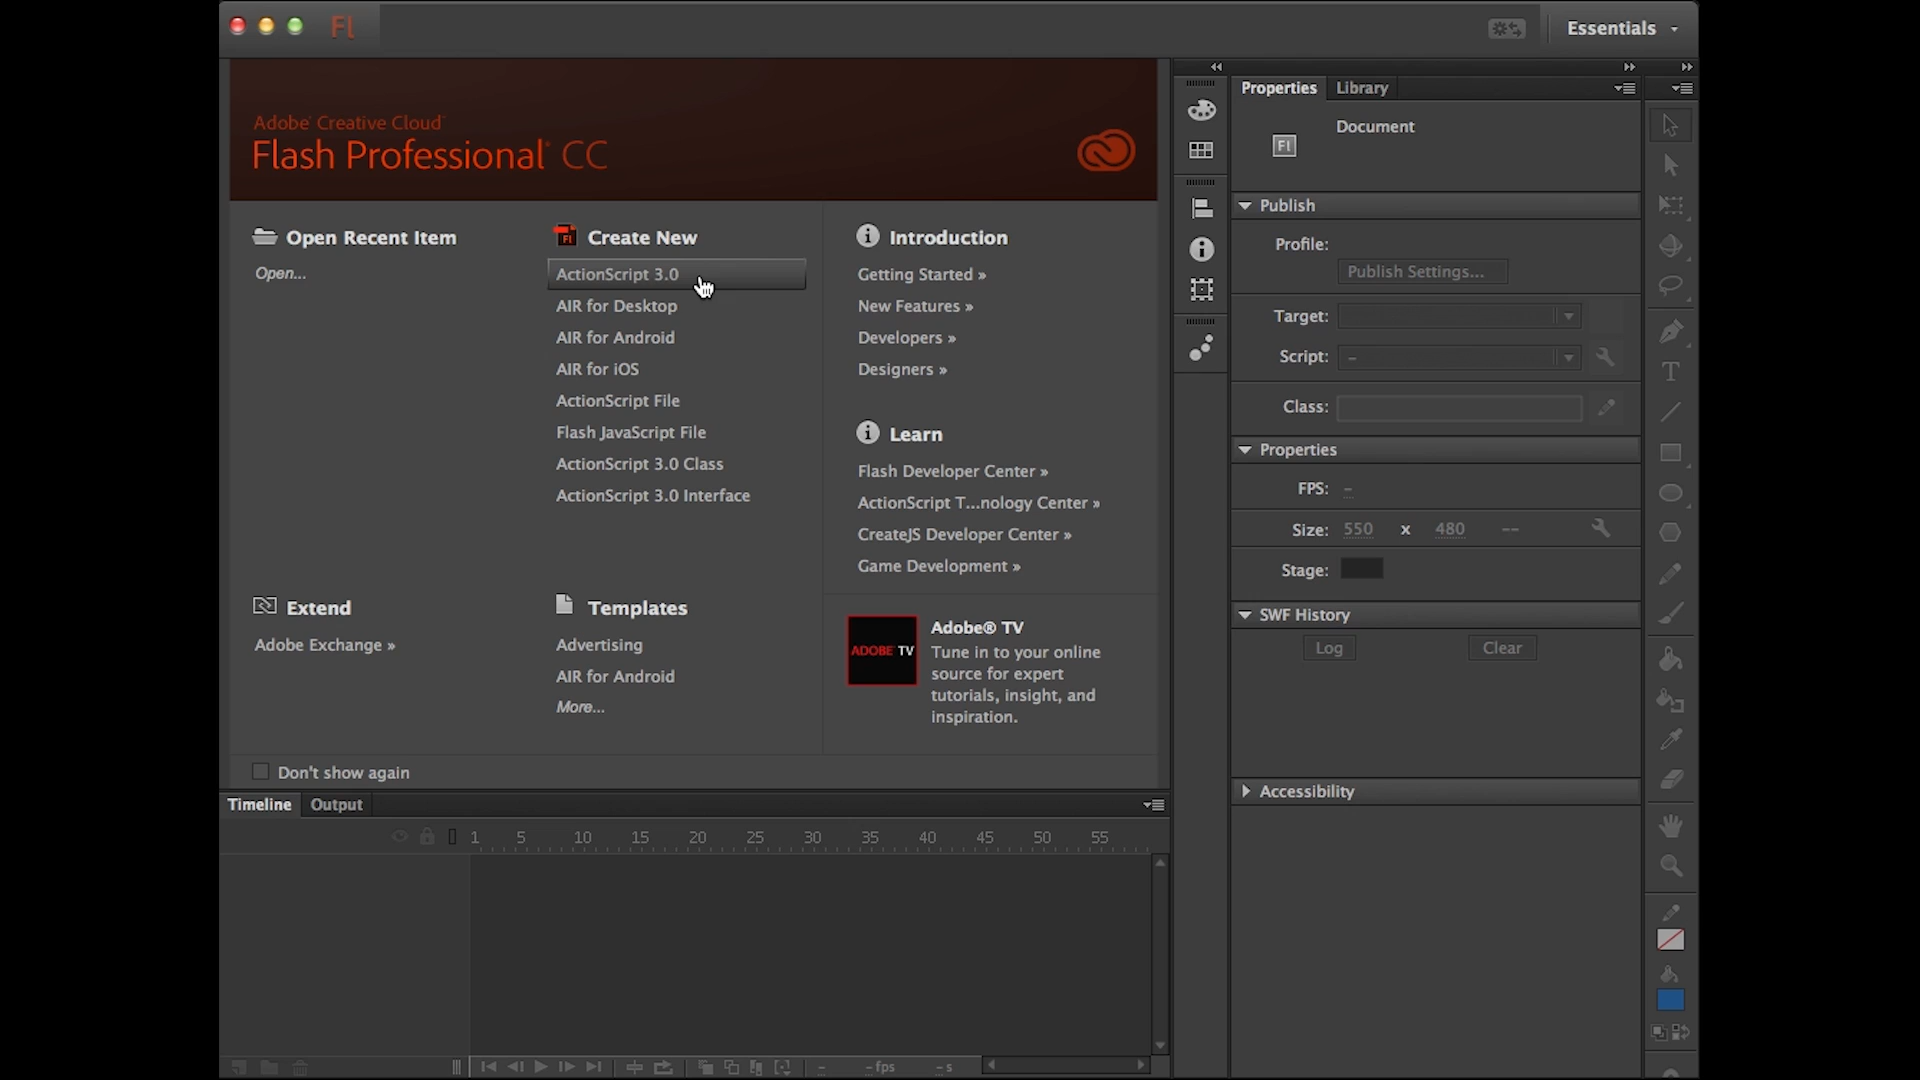 Fl
Essentials
Adobe® Creative Cloud™
Flash Professional® CC
Open Recent Item
Open...
Create New
ActionScript 3.0
AIR for Desktop
AIR for Android
AIR for iOS
ActionScript File
Flash JavaScript File
ActionScript 3.0 Class
ActionScript 3.0 Interface
Introduction
Getting Started »
New Features »
Developers »
Designers »
Learn
Flash Developer Center »
ActionScript T...nology Center »
CreateJS Developer Center »
Game Development »
Extend
Adobe Exchange »
Templates
Advertising
AIR for Android
More...
ADOBE® TV
Adobe® TV
Tune in to your online
source for expert
tutorials, insight, and
inspiration.
Don't show again
Properties Library
Fl
Document
Publish
Profile:
Publish Settings...
Target:
Script: –
Class:
Properties
FPS: –
Size: 550 x 480 --
Stage:
SWF History
Log Clear
Accessibility
T
Timeline Output
1 5 10 15 20 25 30 35 40 45 50 55
– – fps – s